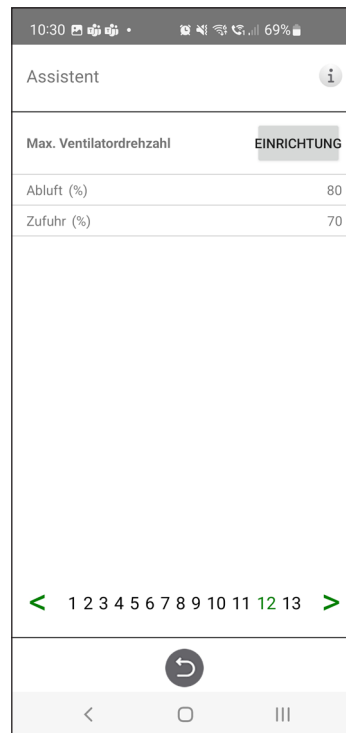 10:30 69%
Assistent i
Max. Ventilatordrehzahl EINRICHTUNG
Abluft (%) 80
Zufuhr (%) 70
< 1 2 3 4 5 6 7 8 9 10 11 12 13 >